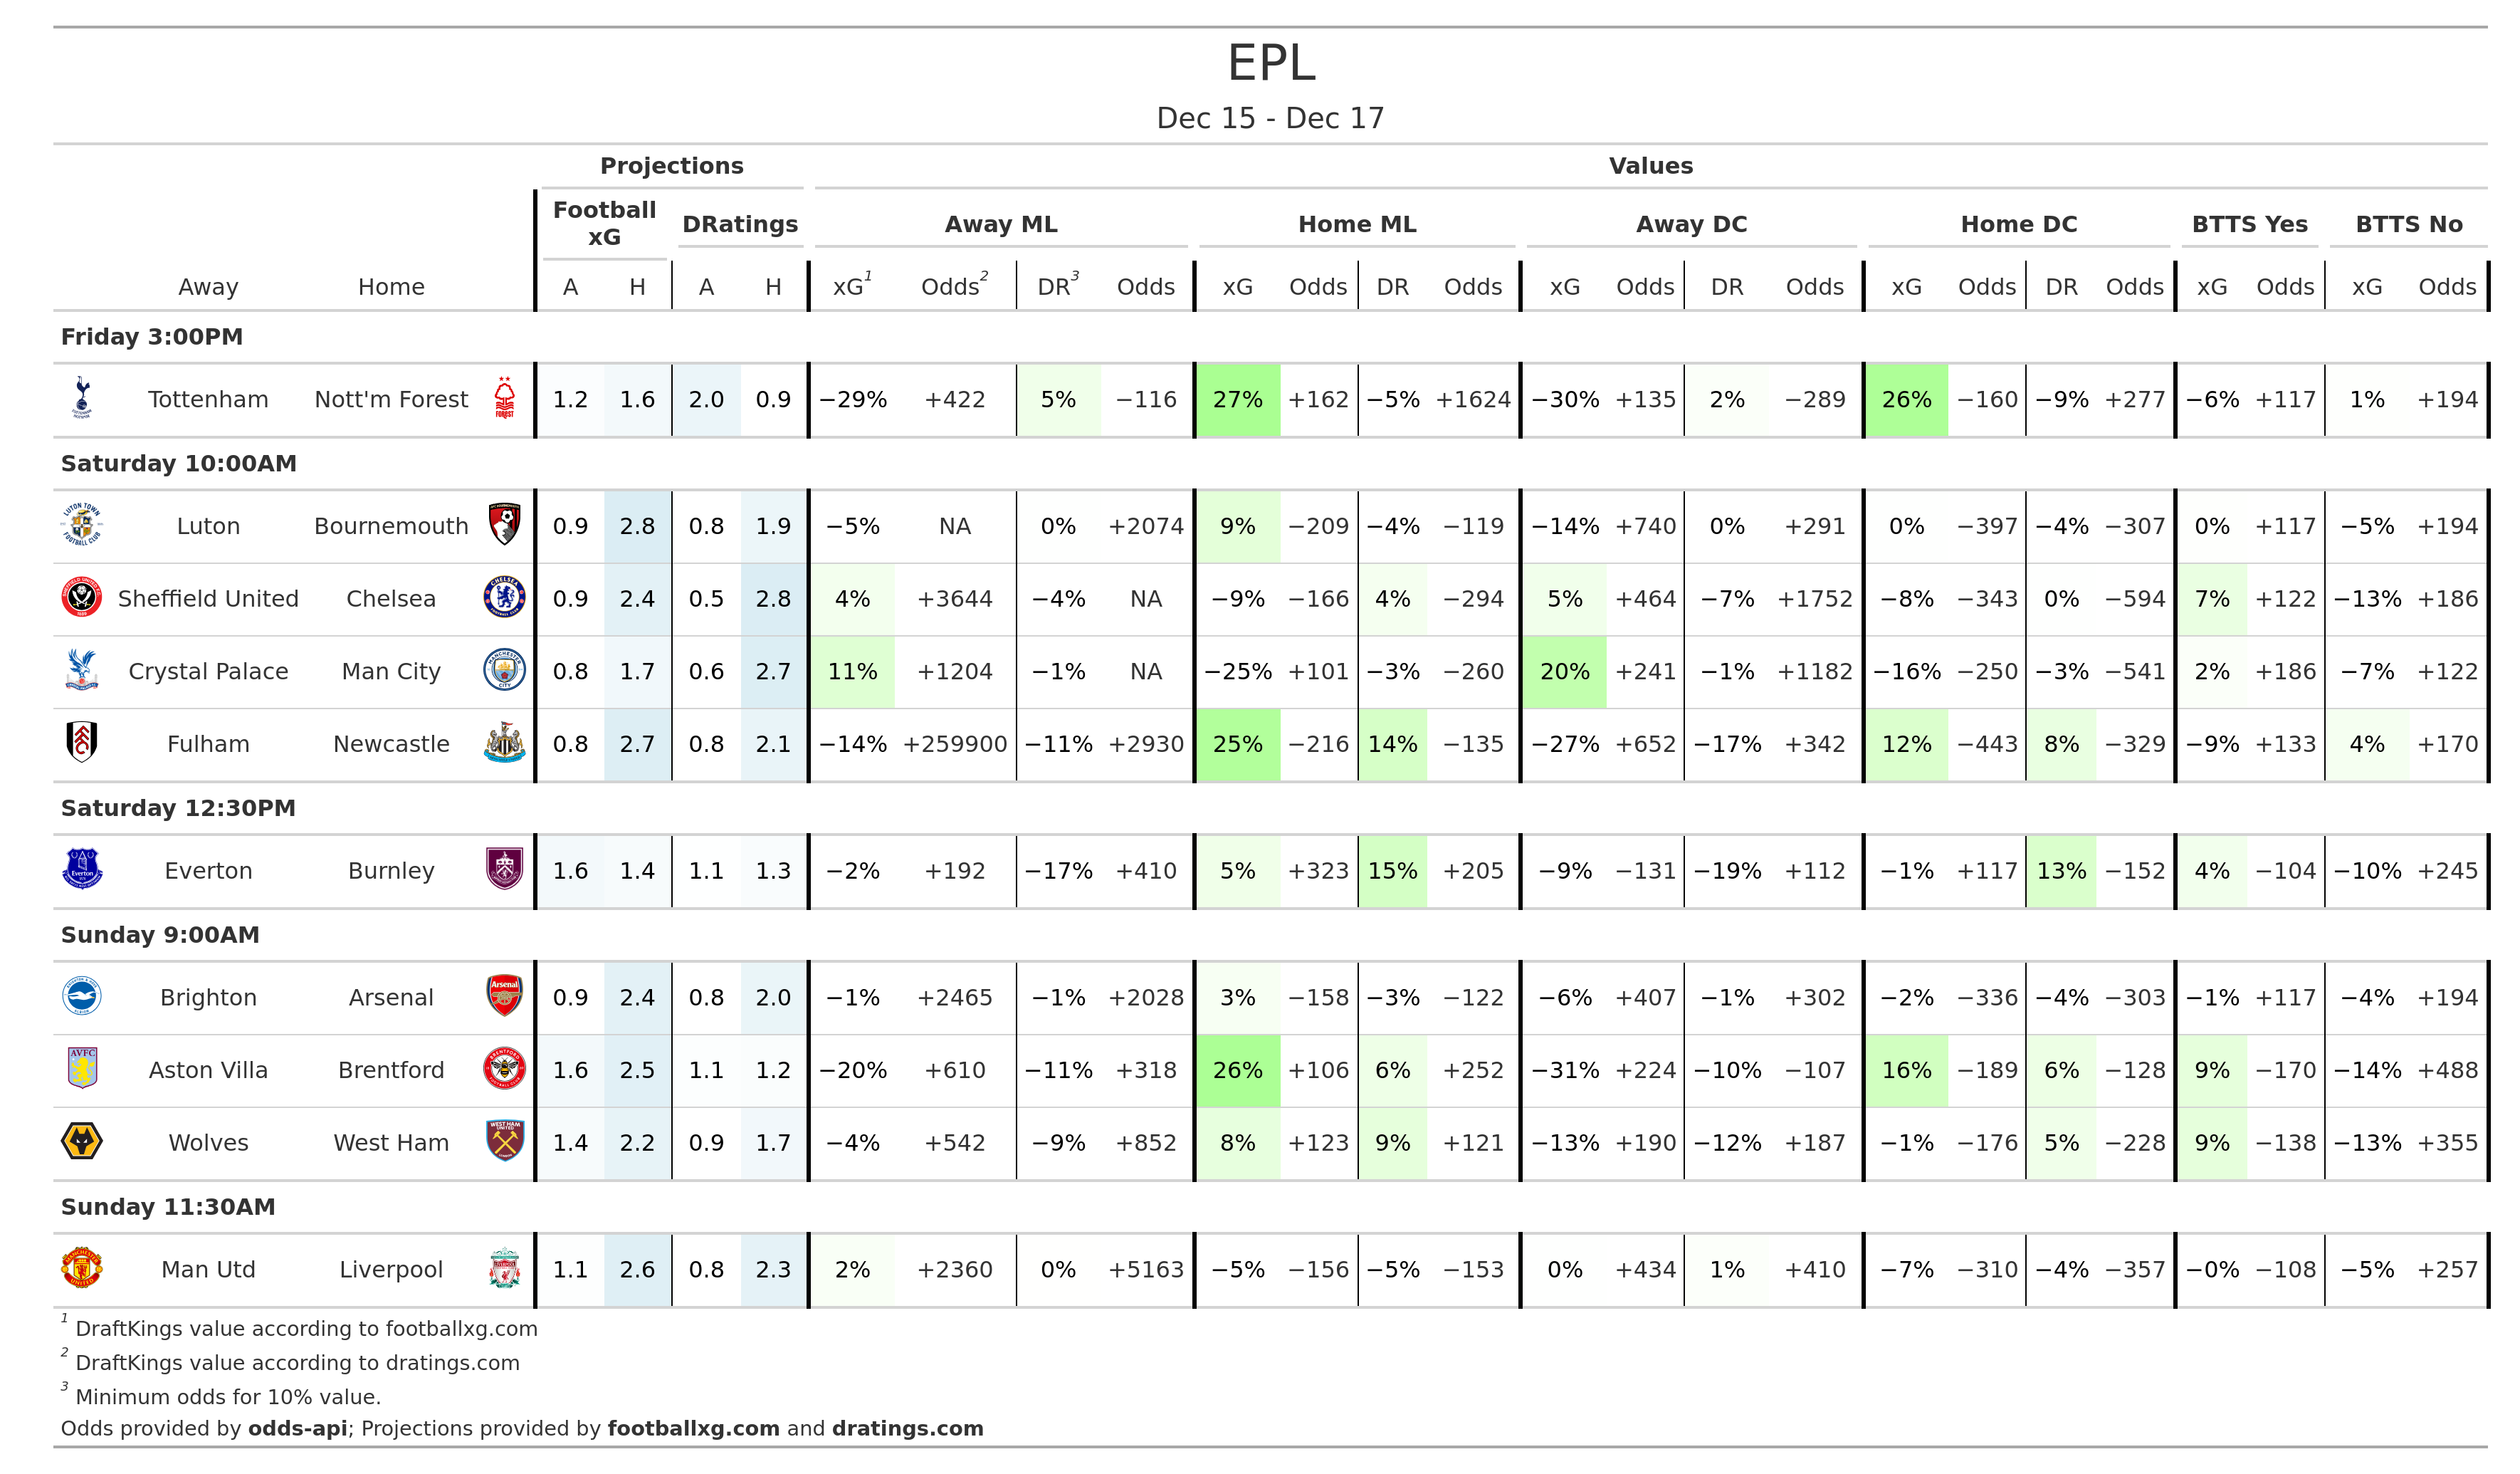 EPL
Dec 15 - Dec 17
Projections Values
Football xG DRatings Away ML Home ML Away DC Home DC BTTS Yes BTTS No
Away Home A H A H xG1 Odds2 DR3 Odds xG Odds DR Odds xG Odds DR Odds xG Odds DR Odds xG Odds xG Odds
Friday 3:00PM
Tottenham Nott'm Forest 1.2 1.6 2.0 0.9 −29% +422 5% −116 27% +162 −5% +1624 −30% +135 2% −289 26% −160 −9% +277 −6% +117 1% +194
Saturday 10:00AM
Luton Bournemouth 0.9 2.8 0.8 1.9 −5% NA 0% +2074 9% −209 −4% −119 −14% +740 0% +291 0% −397 −4% −307 0% +117 −5% +194
Sheffield United Chelsea 0.9 2.4 0.5 2.8 4% +3644 −4% NA −9% −166 4% −294 5% +464 −7% +1752 −8% −343 0% −594 7% +122 −13% +186
Crystal Palace Man City 0.8 1.7 0.6 2.7 11% +1204 −1% NA −25% +101 −3% −260 20% +241 −1% +1182 −16% −250 −3% −541 2% +186 −7% +122
Fulham Newcastle 0.8 2.7 0.8 2.1 −14% +259900 −11% +2930 25% −216 14% −135 −27% +652 −17% +342 12% −443 8% −329 −9% +133 4% +170
Saturday 12:30PM
Everton Burnley 1.6 1.4 1.1 1.3 −2% +192 −17% +410 5% +323 15% +205 −9% −131 −19% +112 −1% +117 13% −152 4% −104 −10% +245
Sunday 9:00AM
Brighton Arsenal 0.9 2.4 0.8 2.0 −1% +2465 −1% +2028 3% −158 −3% −122 −6% +407 −1% +302 −2% −336 −4% −303 −1% +117 −4% +194
Aston Villa Brentford 1.6 2.5 1.1 1.2 −20% +610 −11% +318 26% +106 6% +252 −31% +224 −10% −107 16% −189 6% −128 9% −170 −14% +488
Wolves West Ham 1.4 2.2 0.9 1.7 −4% +542 −9% +852 8% +123 9% +121 −13% +190 −12% +187 −1% −176 5% −228 9% −138 −13% +355
Sunday 11:30AM
Man Utd Liverpool 1.1 2.6 0.8 2.3 2% +2360 0% +5163 −5% −156 −5% −153 0% +434 1% +410 −7% −310 −4% −357 −0% −108 −5% +257
1 DraftKings value according to footballxg.com
2 DraftKings value according to dratings.com
3 Minimum odds for 10% value.
Odds provided by odds-api; Projections provided by footballxg.com and dratings.com